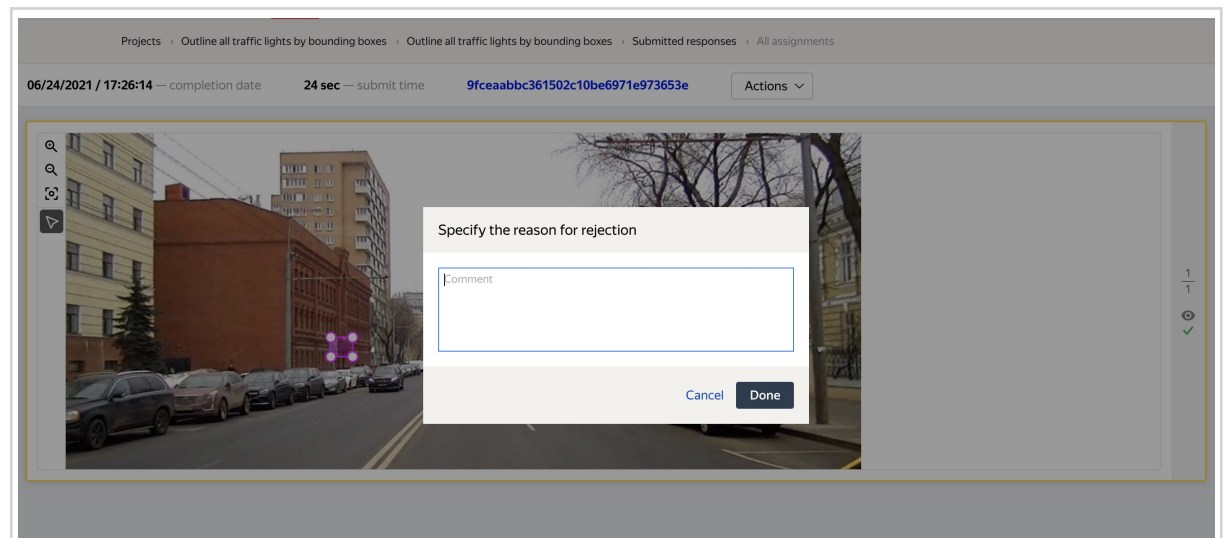 Projects › Outline all traffic lights by bounding boxes › Outline all traffic lights by bounding boxes › Submitted responses › All assignments
06/24/2021 / 17:26:14 — completion date 24 sec — submit time 9fceaabbc361502c10be6971e973653e Actions
Specify the reason for rejection
Comment
1
1
Cancel Done